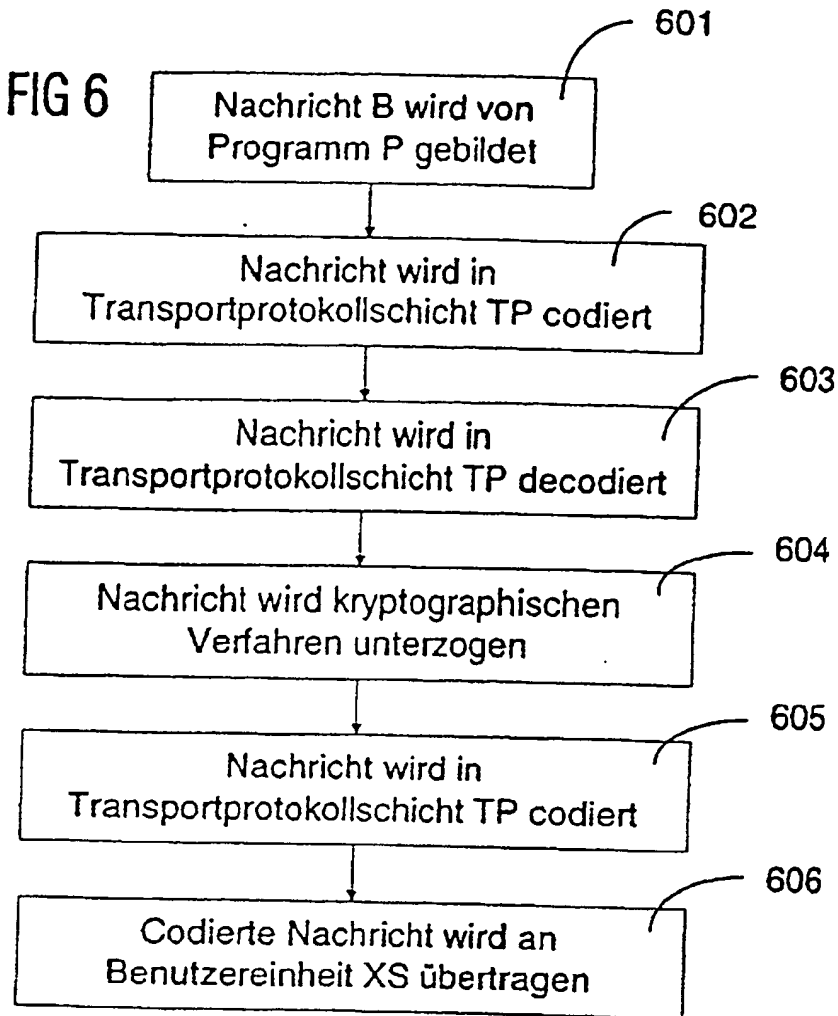 601
FIG 6
Nachricht B wird von
Programm P gebildet
602
Nachricht wird in
Transportprotokollschicht TP codiert
603
Nachricht wird in
Transportprotokollschicht TP decodiert
604
Nachricht wird kryptographischen
Verfahren unterzogen
605
Nachricht wird in
Transportprotokollschicht TP codiert
606
Codierte Nachricht wird an
Benutzereinheit XS übertragen